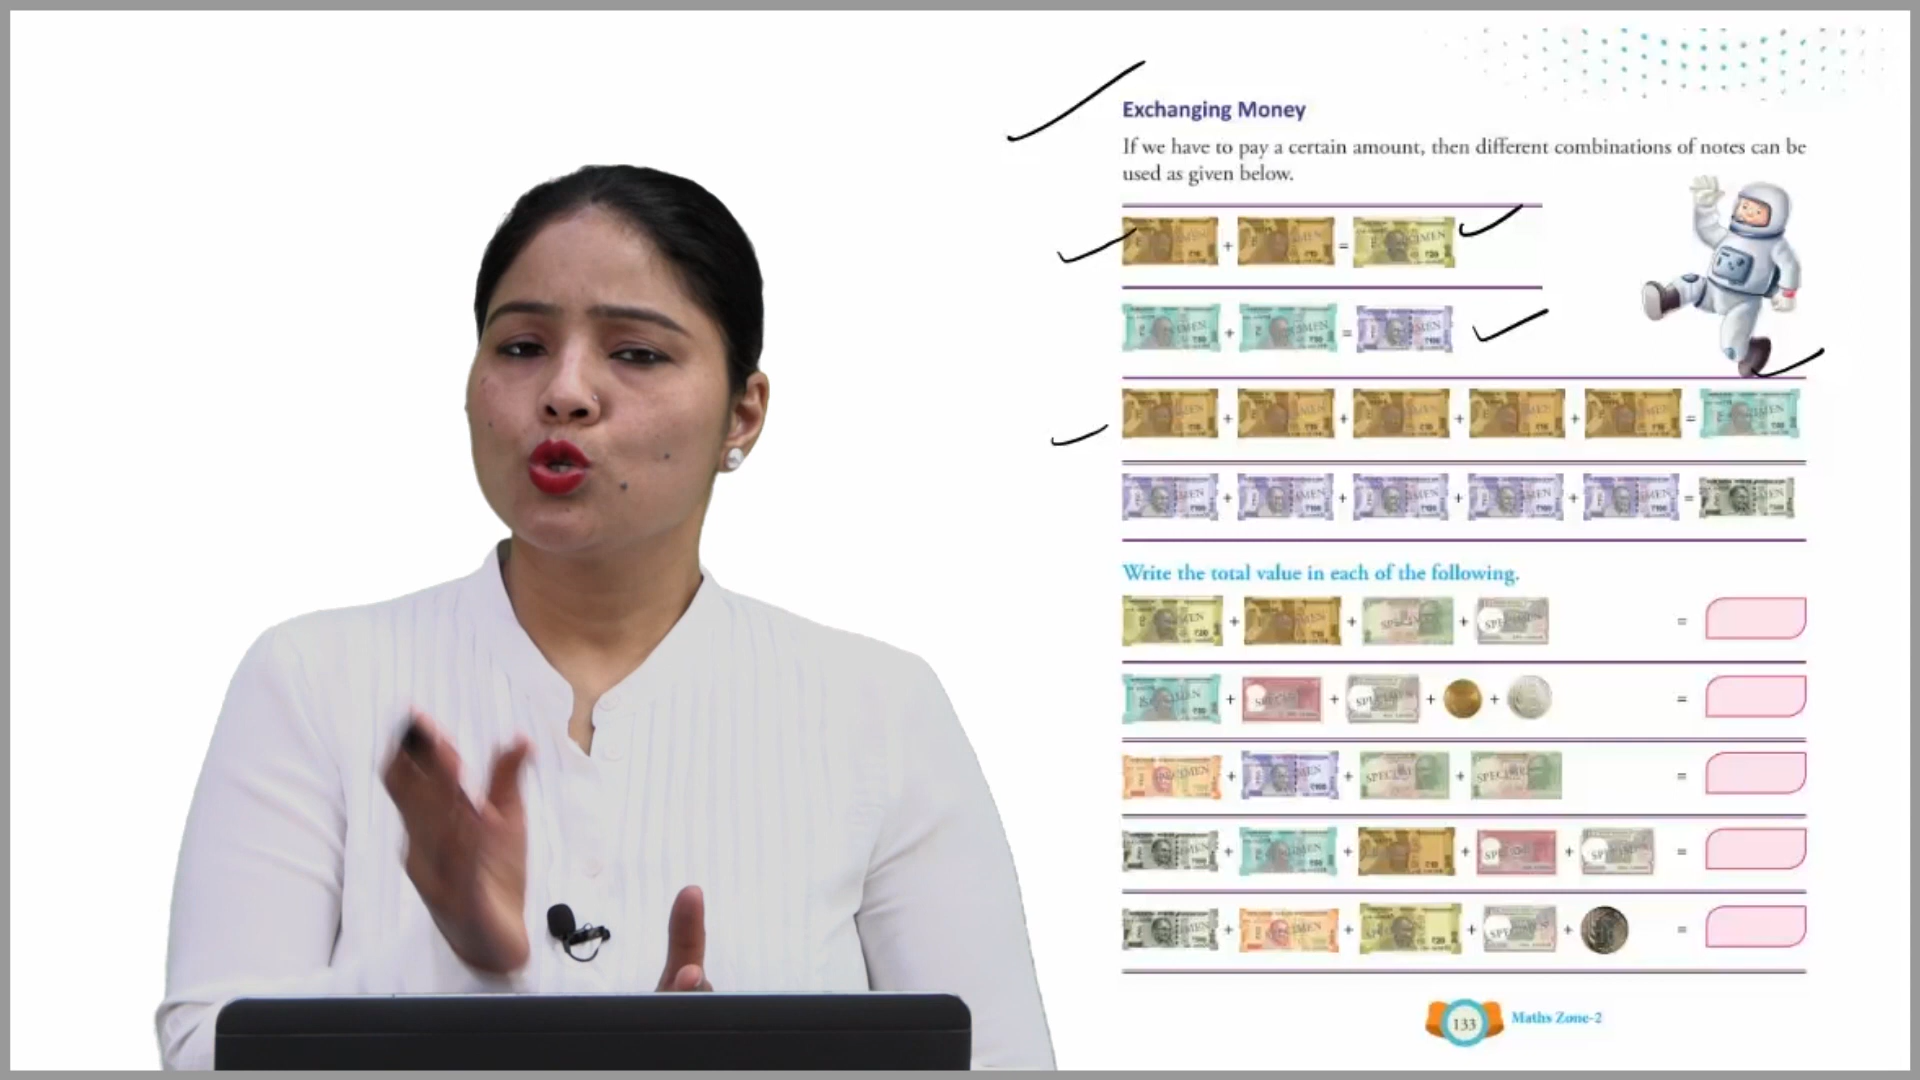 Exchanging Money
If we have to pay a certain amount, then different combinations of notes can be
used as given below.
+ =
+ =
+ + + + =
+ + + + =
Write the total value in each of the following.
+ + + =
+ + + + =
+ + + =
+ + + + =
+ + + + =
133 Maths Zone-2